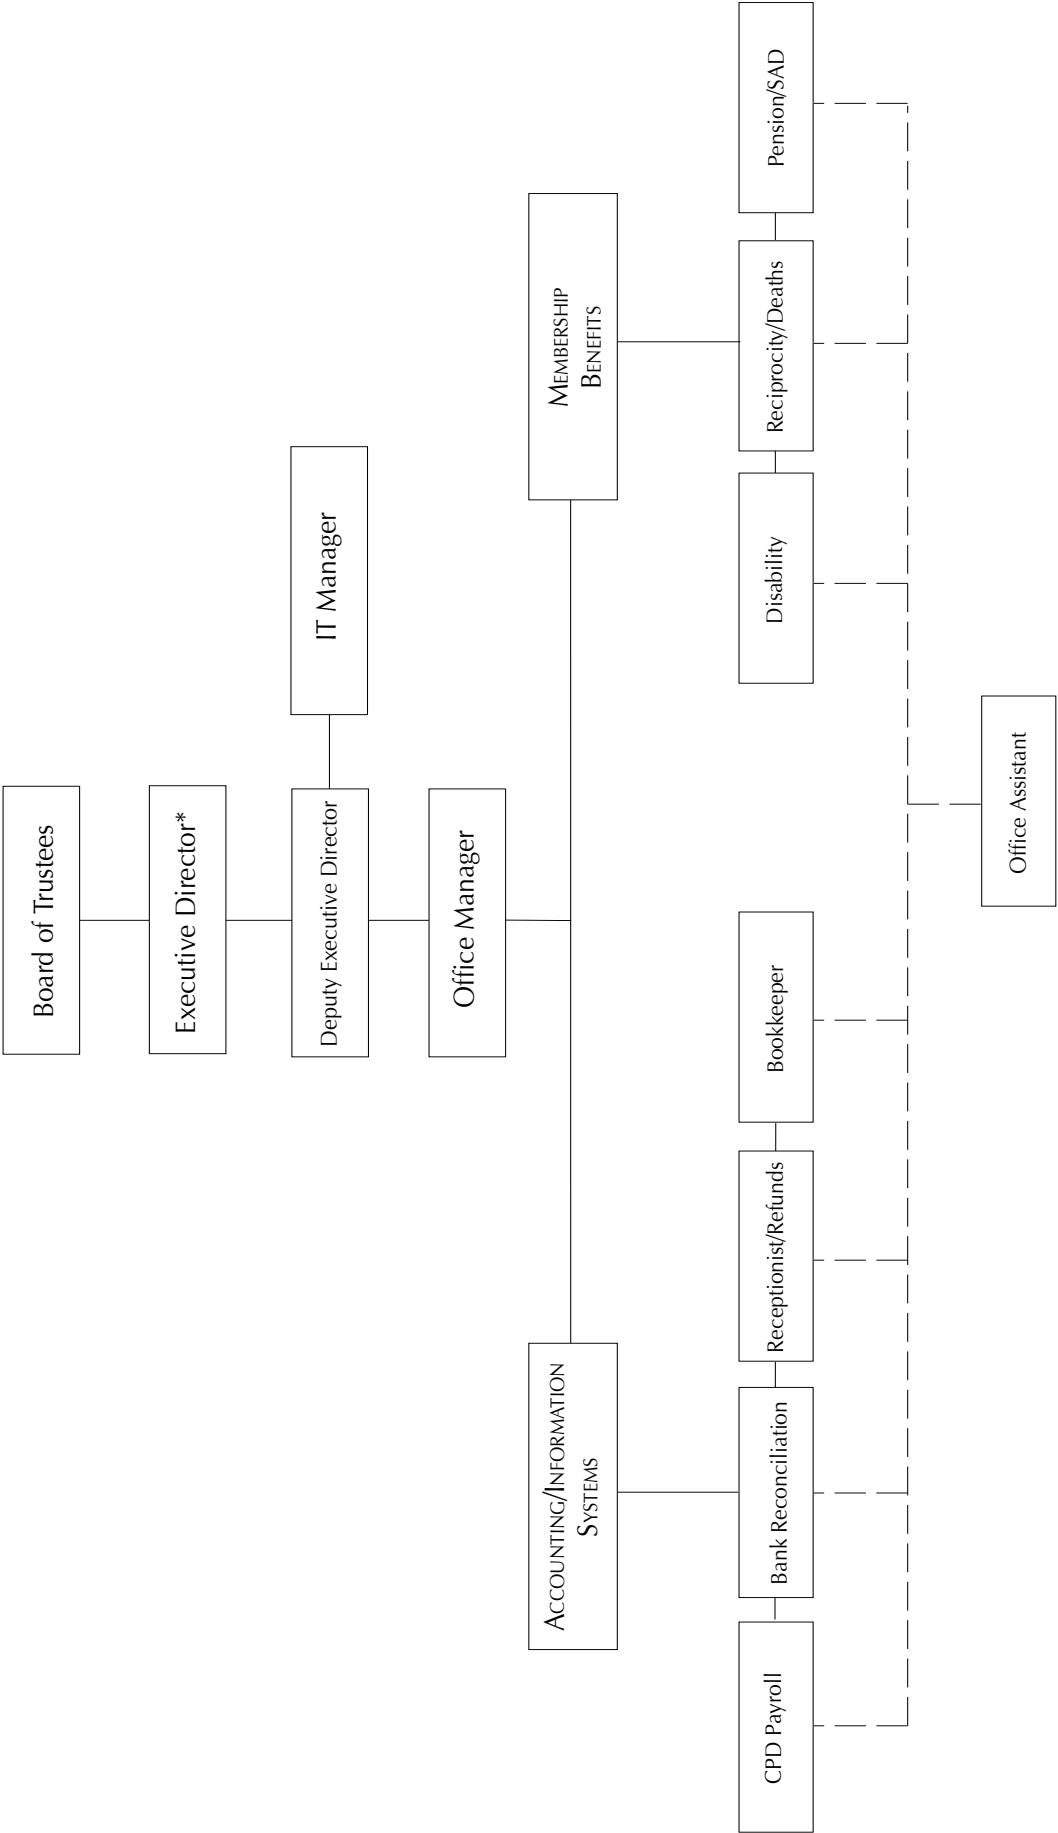 Board of Trustees
Executive Director*
Deputy Executive Director
IT Manager
Office Manager
Accounting/Information
Systems
Membership
Benefits
CPD Payroll
Bank Reconciliation
Receptionist/Refunds
Bookkeeper
Disability
Reciprocity/Deaths
Pension/SAD
Office Assistant